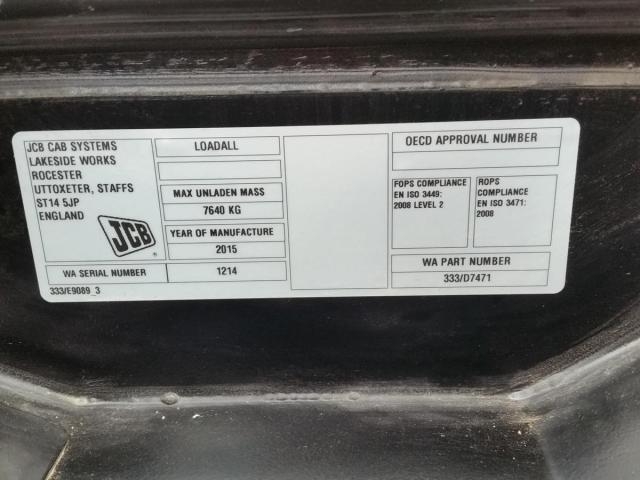 JCB CAB SYSTEMS
LAKESIDE WORKS
ROCESTER
UTTOXETER, STAFFS
ST14 5JP
ENGLAND
JCB
®
WA SERIAL NUMBER
333/E9089_3
LOADALL
MAX UNLADEN MASS
7640 KG
YEAR OF MANUFACTURE
2015
1214
OECD APPROVAL NUMBER
FOPS COMPLIANCE
EN ISO 3449:
2008 LEVEL 2
ROPS
COMPLIANCE
EN ISO 3471:
2008
WA PART NUMBER
333/D7471